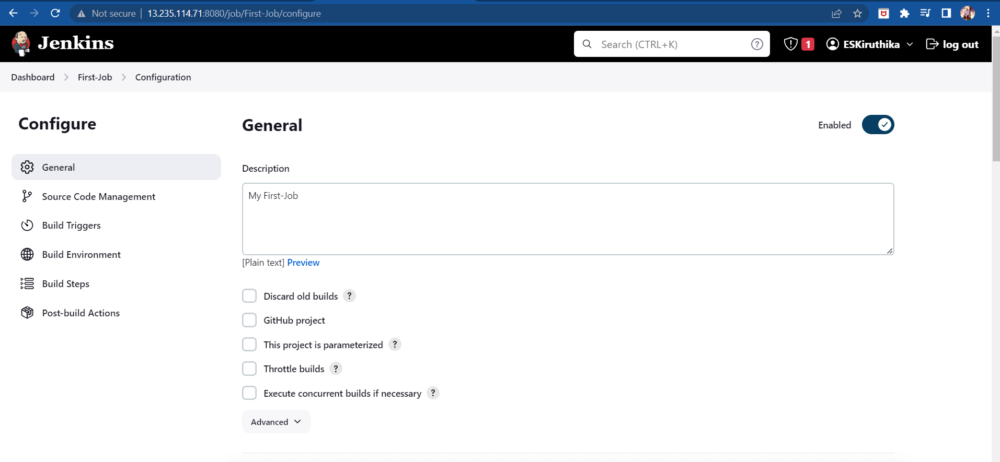 Not secure | 13.235.114.71:8080/job/First-Job/configure
Jenkins
Search (CTRL+K) ?
1 ESKiruthika log out
Dashboard > First-Job > Configuration
Configure
General
Source Code Management
Build Triggers
Build Environment
Build Steps
Post-build Actions
General
Enabled
Description
My First-Job
[Plain text] Preview
Discard old builds ?
GitHub project
This project is parameterized ?
Throttle builds ?
Execute concurrent builds if necessary ?
Advanced